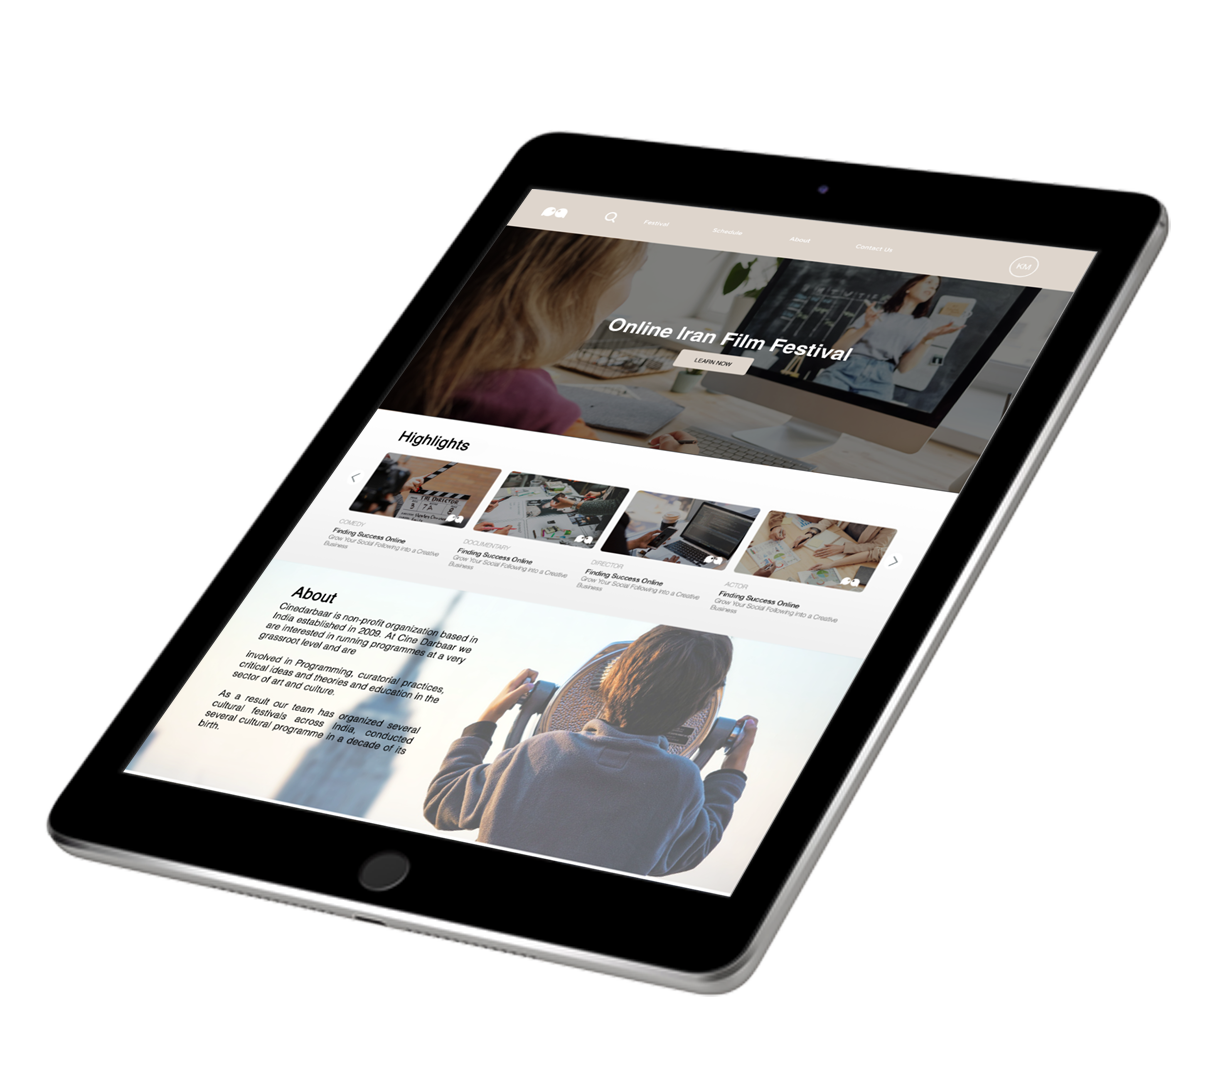 Festival
Schedule
About
Contact Us
KM
Online Iran Film Festival
LEARN NOW
Highlights
THE DIRECTOR
COMEDY
Finding Success Online
Grow Your Social Following into a Creative
Business
DOCUMENTARY
Finding Success Online
Grow Your Social Following into a Creative
Business
DIRECTOR
Finding Success Online
Grow Your Social Following into a Creative
Business
ACTOR
Finding Success Online
Grow Your Social Following into a Creative
Business
About
Cinedarbaar is non-profit organization based in
India established in 2009. At Cine Darbaar we
are interested in running programmes at a very
grassroot level and are
involved in Programming, curatorial practices,
critical ideas and theories and education in the
sector of art and culture.
As a result our team has organized several
cultural festivals across India, conducted
several cultural programme in a decade of its
birth.